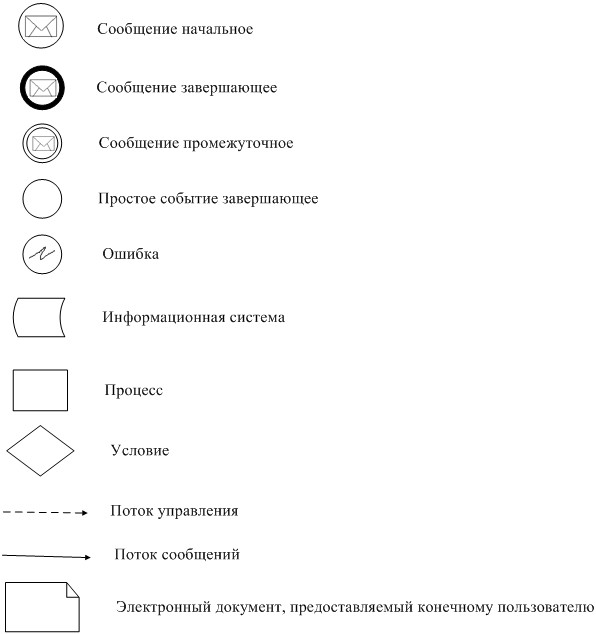 Сообщение начальное
Сообщение завершающее
Сообщение промежуточное
Простое событие завершающее
Ошибка
Информационная система
Процесс
Условие
Поток управления
Поток сообщений
Электронный документ, предоставляемый конечному пользователю